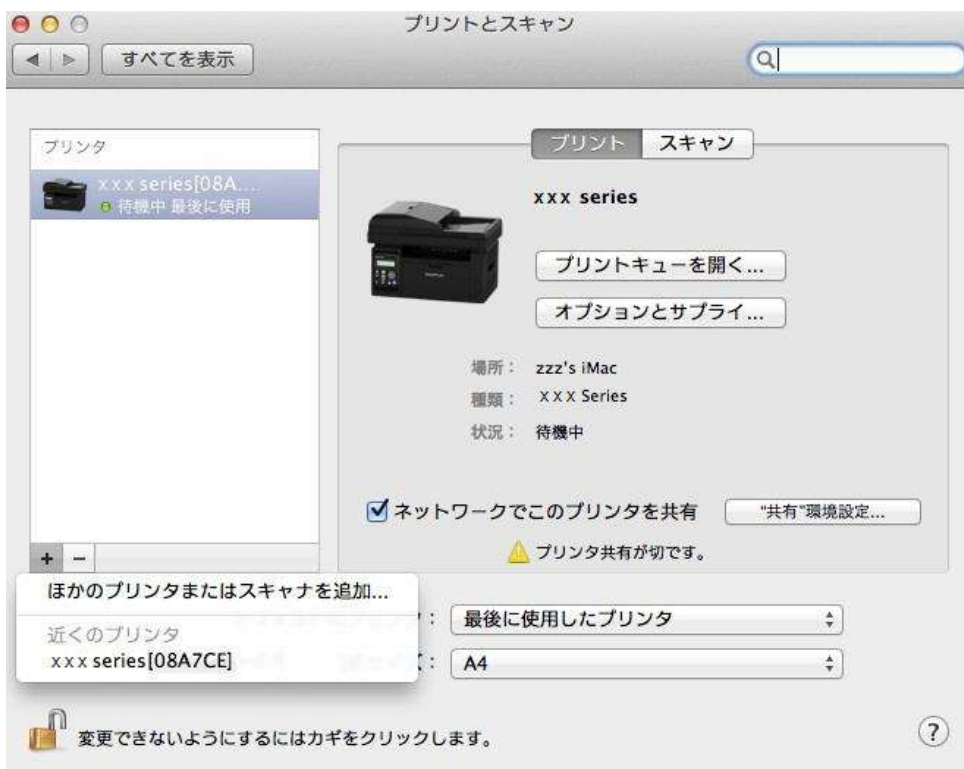 プリントとスキャン
すべてを表示
プリンタ
xxx series[08A...
待機中 最後に使用
プリント
スキャン
xxx series
プリントキューを開く...
オプションとサプライ...
場所： zzz's iMac
種類： XXX Series
状況： 待機中
ネットワークでこのプリンタを共有
"共有"環境設定...
プリンタ共有が切です。
+ −
ほかのプリンタまたはスキャナを追加...
近くのプリンタ
xxx series[08A7CE]
： 最後に使用したプリンタ
： A4
変更できないようにするにはカギをクリックします。
?